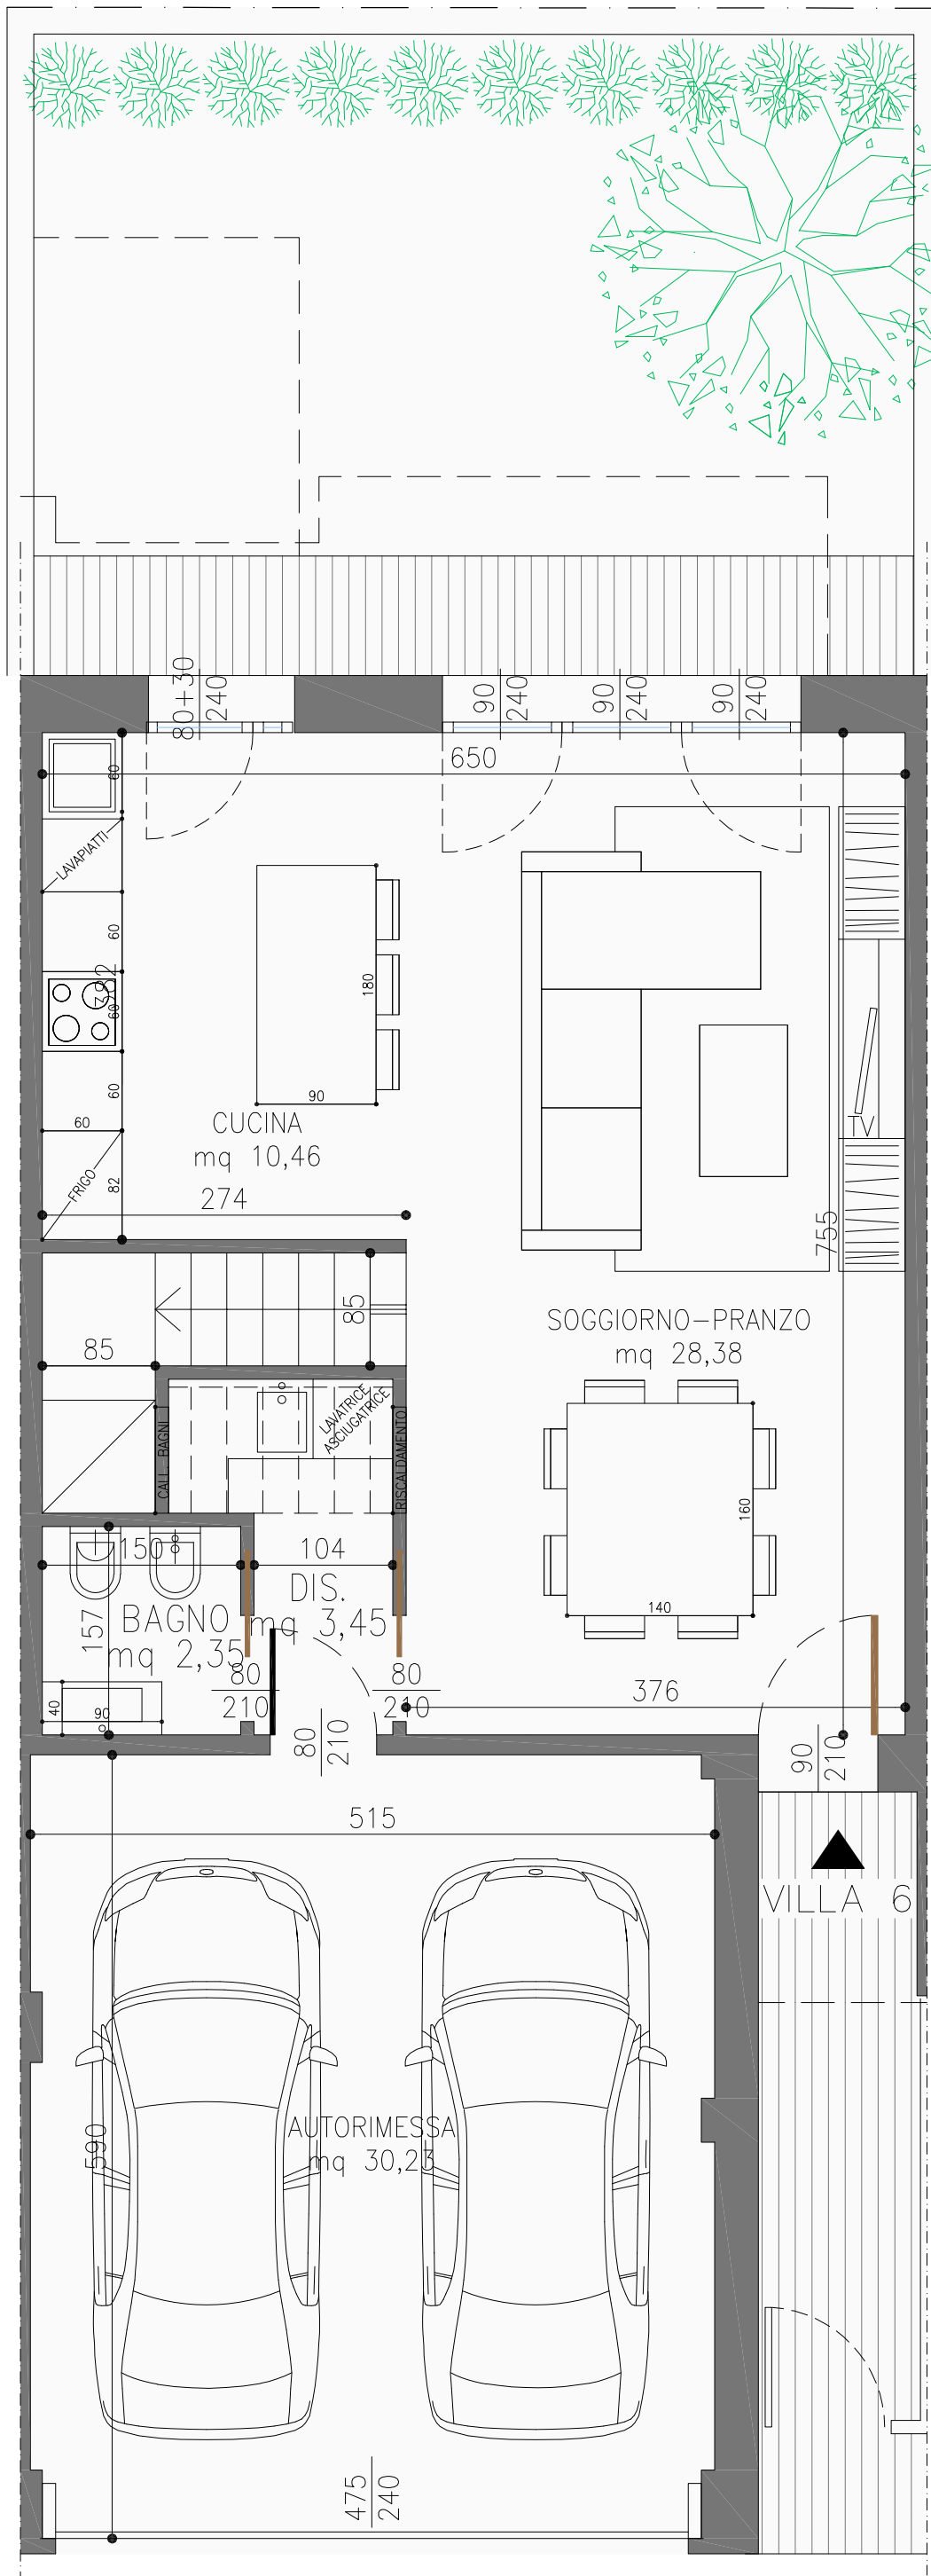 80+30
240
90
240
90
240
90
240
650
60
LAVAPIATTI
60
382
60
180
60
90
60
CUCINA
mq 10,46
TV
FRIGO
82
274
755
85
SOGGIORNO-PRANZO
mq 28,38
85
LAVATRICE
ASCIUGATRICE
CALL. BAGNI
RISCALDAMENTO
160
150
104
DIS.
mq 3,45
140
BAGNO
mq 2,35
157
80
210
80
210
376
40
90
80
210
90
210
515
VILLA 6
AUTORIMESSA
mq 30,23
590
475
240